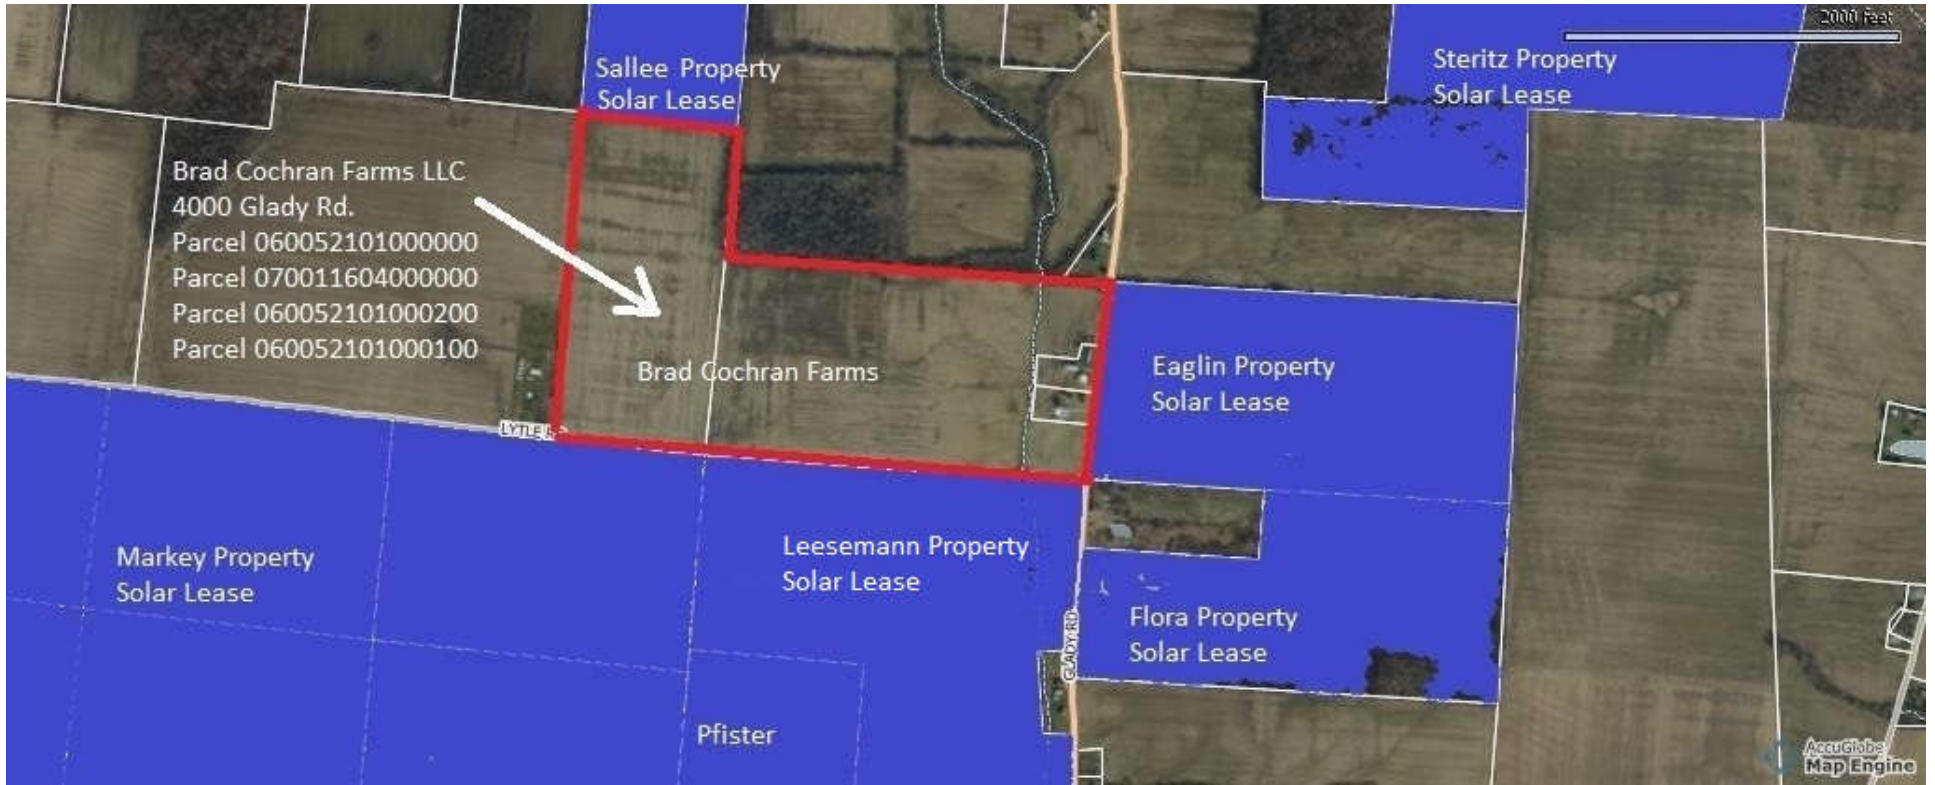 2000 feet
Sallee Property
Solar Lease
Steritz Property
Solar Lease
Brad Cochran Farms LLC
4000 Glady Rd.
Parcel 060052101000000
Parcel 070011604000000
Parcel 060052101000200
Parcel 060052101000100
Brad Cochran Farms
Eaglin Property
Solar Lease
LYTLE
Markey Property
Solar Lease
Leesemann Property
Solar Lease
Flora Property
Solar Lease
GLADY RD
Pfister
AccuGlobe
Map Engine